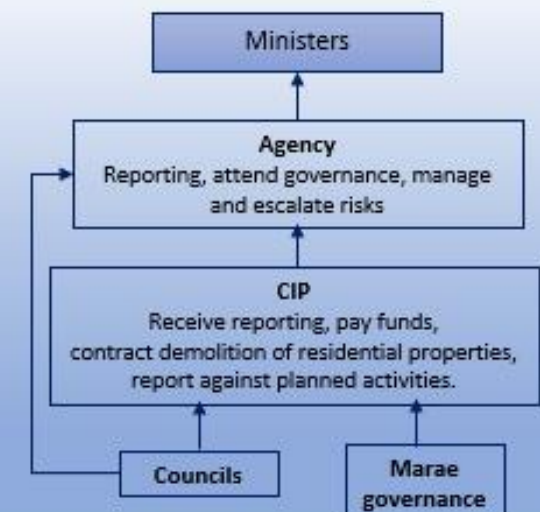 Ministers
Agency
Reporting, attend governance, manage
and escalate risks
CIP
Receive reporting, pay funds,
contract demolition of residential properties,
report against planned activities.
Councils
Marae
governance